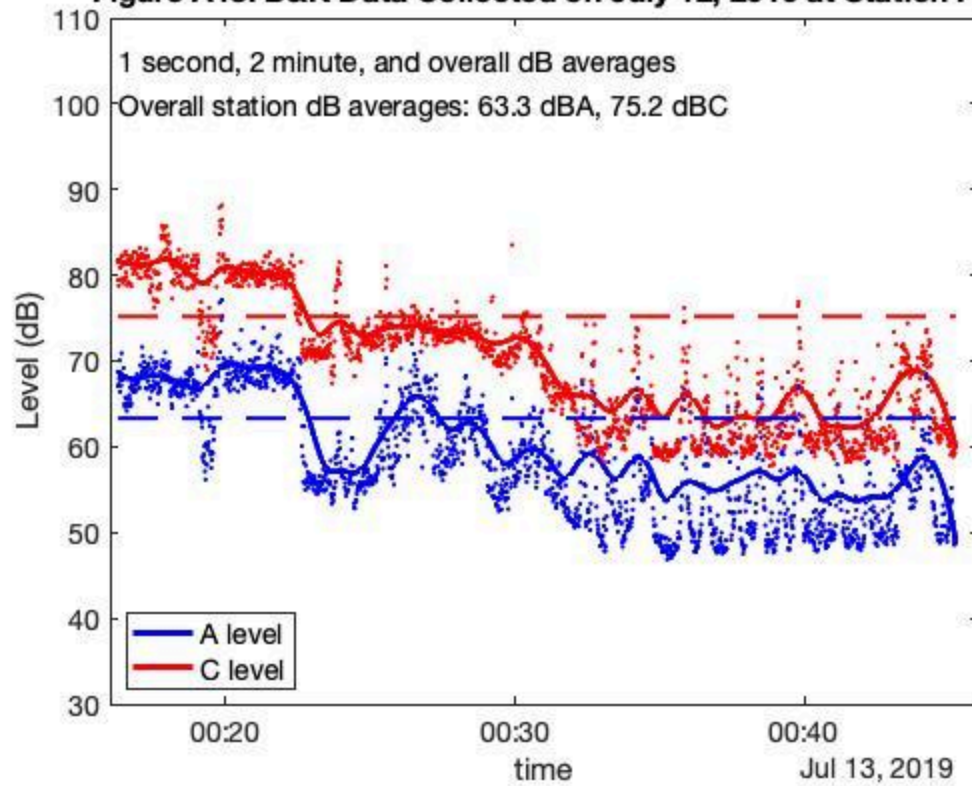 1 second, 2 minute, and overall dB averages
Overall station dB averages: 63.3 dBA, 75.2 dBC
110
100
90
80
70
60
50
40
30
Level (dB)
A level
C level
00:20
00:30
00:40
time
Jul 13, 2019